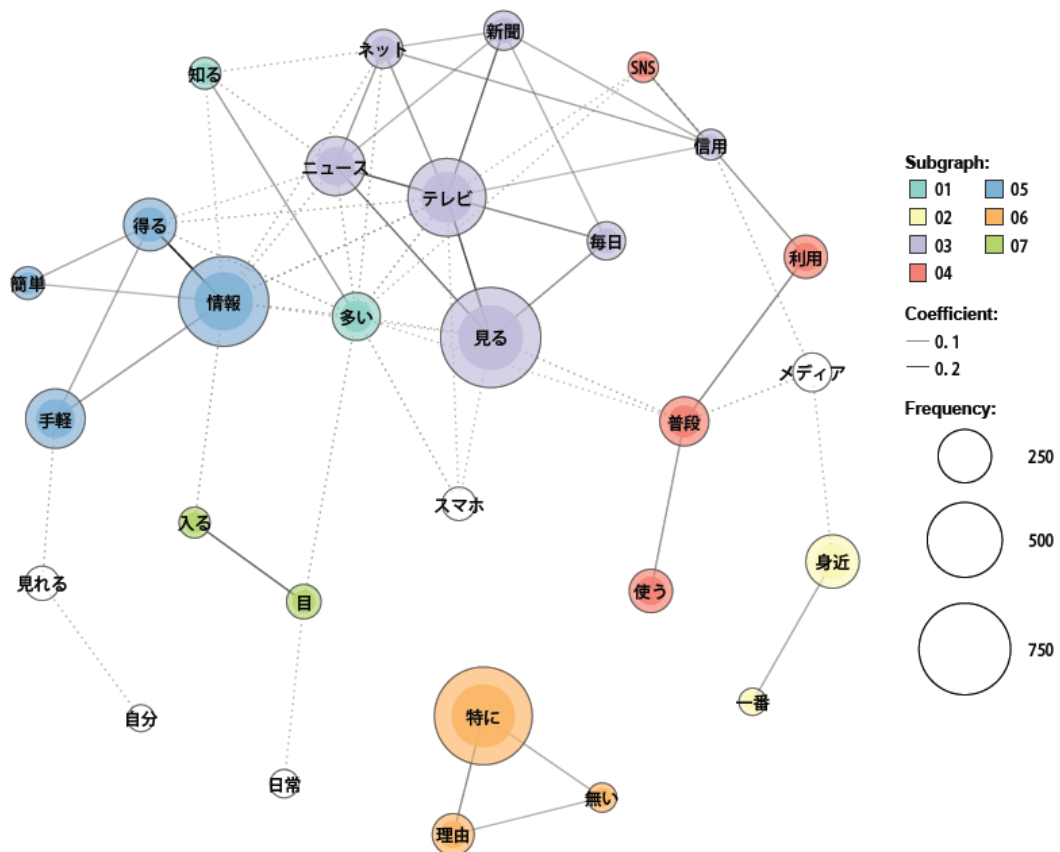 新聞
ネット
SNS
知る
信用
ニュース
テレビ
得る
毎日
利用
簡単
情報
多い
見る
メディア
手軽
普段
スマホ
入る
身近
見れる
目
使う
一番
自分
特に
日常
無い
理由
Subgraph:
01 05
02 06
03 07
04
Coefficient:
0.1
0.2
Frequency:
250
500
750